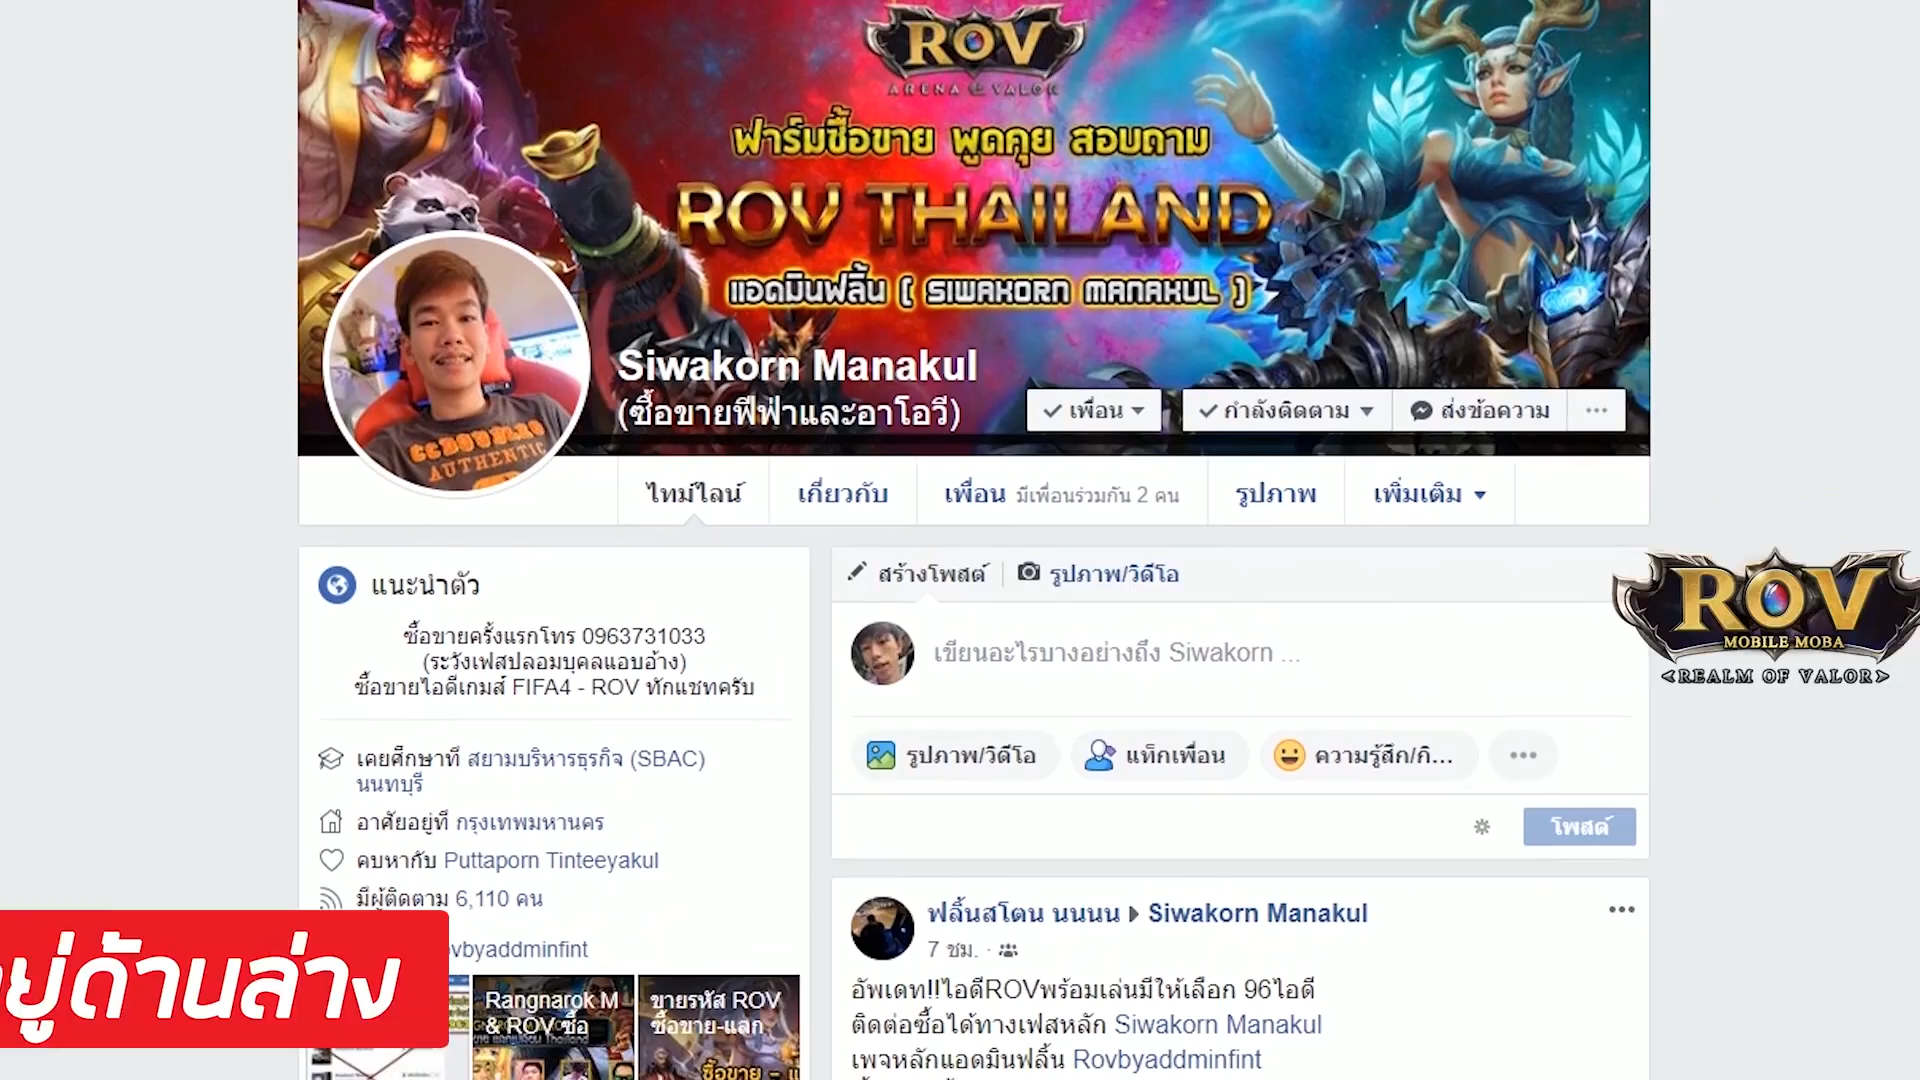 ROV
ARENA OF VALOR
ฟาร์มซื้อขาย พูดคุย สอบถาม
ROV THAILAND
แอดมินฟลิ้น ( SIWAKORN MANAKUL )
Siwakorn Manakul
(ซื้อขายฟีฟ่าและอาโอวี)
เพื่อน
กำลังติดตาม
ส่งข้อความ
ไทม์ไลน์
เกี่ยวกับ
เพื่อน มีเพื่อนร่วมกัน 2 คน
รูปภาพ
เพิ่มเติม
แนะนำตัว
ซื้อขายครั้งแรกโทร 0963731033
(ระวังเฟสปลอมบุคลแอบอ้าง)
ซื้อขายไอดีเกมส์ FIFA4 - ROV ทักแชทครับ
เคยศึกษาที่ สยามบริหารธุรกิจ (SBAC)
นนทบุรี
อาศัยอยู่ที่ กรุงเทพมหานคร
คบหากับ Puttaporn Tinteeyakul
มีผู้ติดตาม 6,110 คน
ovbyaddminfint
ยู่ด้านล่าง
Rangnarok M
& ROV ซื้อ
ขายรหัส ROV
ซื้อขาย-แลก
สร้างโพสต์
รูปภาพ/วิดีโอ
เขียนอะไรบางอย่างถึง Siwakorn ...
รูปภาพ/วิดีโอ
แท็กเพื่อน
ความรู้สึก/กิ...
โพสต์
ROV
MOBILE MOBA
<REALM OF VALOR>
ฟลิ้นสโตน นนนน Siwakorn Manakul
7 ชม.
อัพเดท!!ไอดีROVพร้อมเล่นมีให้เลือก 96ไอดี
ติดต่อซื้อได้ทางเฟสหลัก Siwakorn Manakul
เพจหลักแอดมินฟลิ้น Rovbyaddminfint